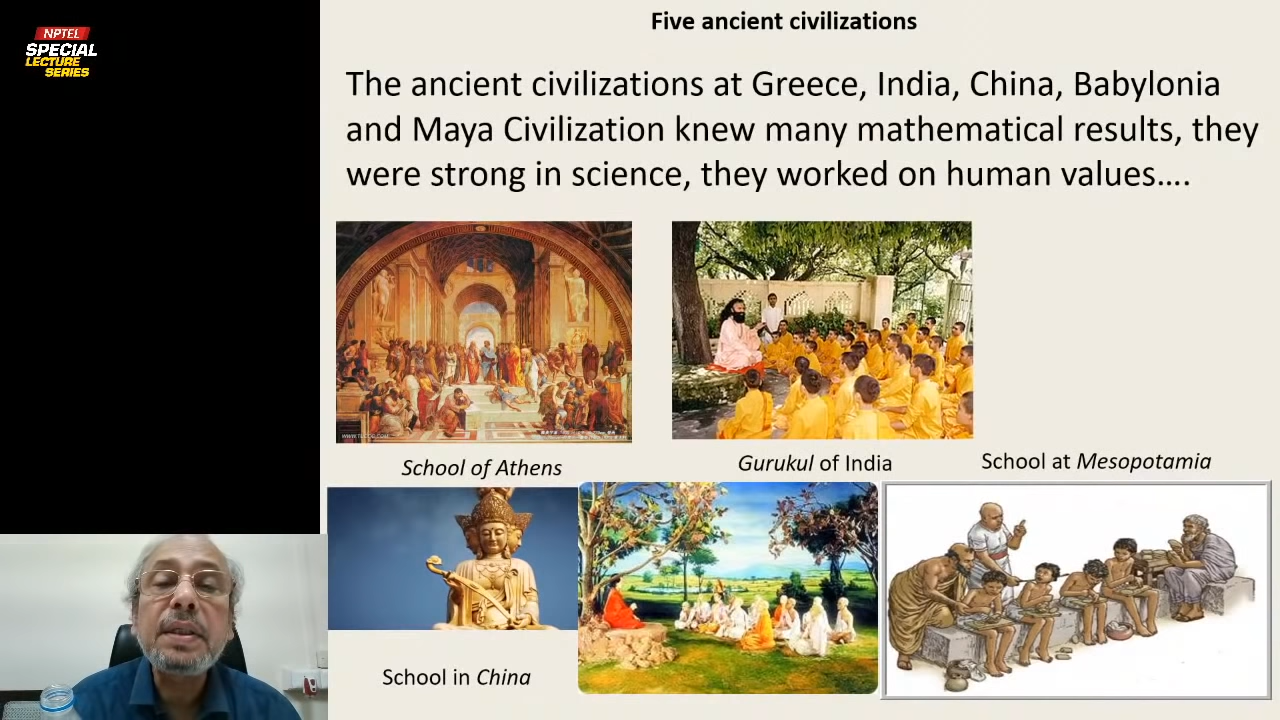 NPTEL
SPECIAL
LECTURE
SERIES
Five ancient civilizations
The ancient civilizations at Greece, India, China, Babylonia
and Maya Civilization knew many mathematical results, they
were strong in science, they worked on human values….
School of Athens
Gurukul of India
School at Mesopotamia
School in China